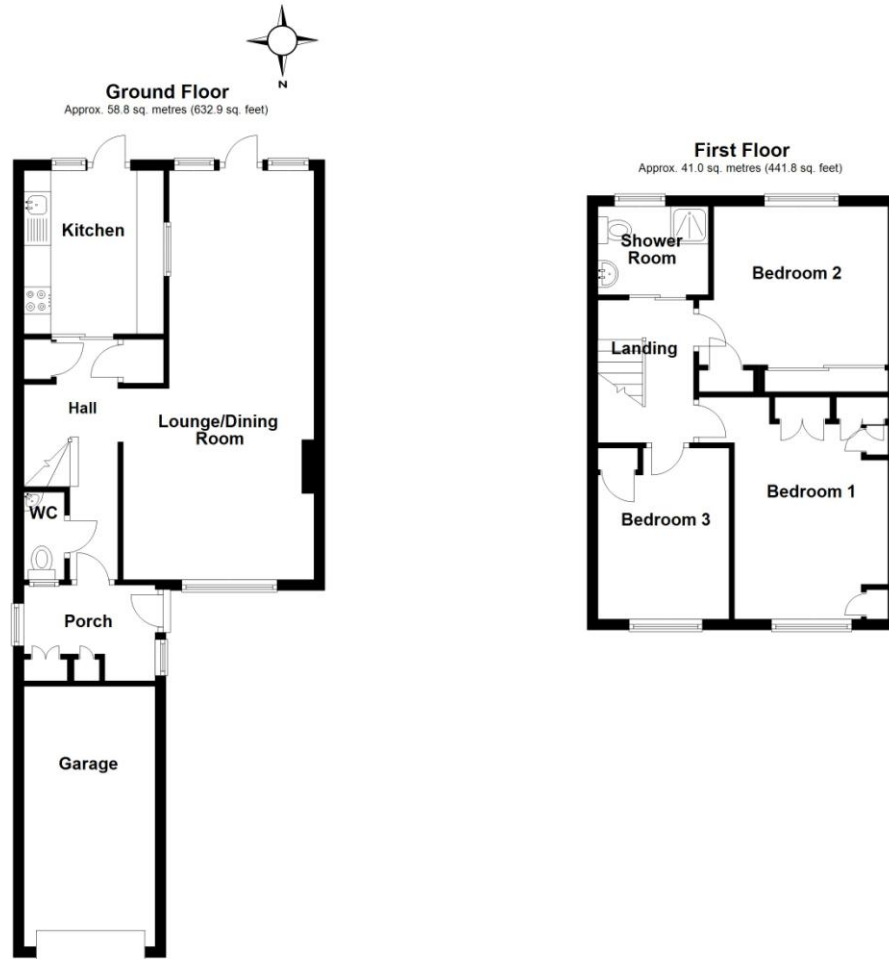 N
Ground Floor
Approx. 58.8 sq. metres (632.9 sq. feet)
Kitchen
Hall
Lounge/Dining
Room
WC
Porch
Garage
First Floor
Approx. 41.0 sq. metres (441.8 sq. feet)
Shower
Room
Bedroom 2
Landing
Bedroom 1
Bedroom 3